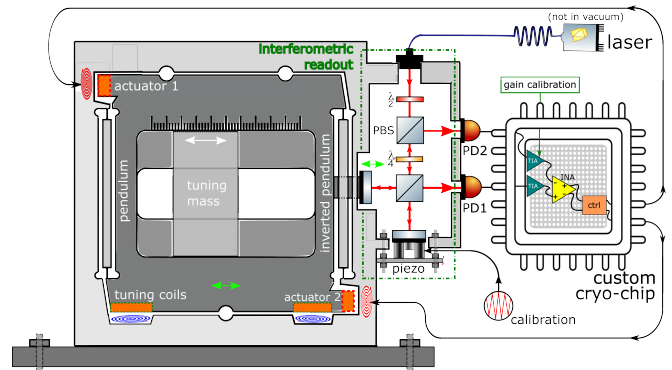 (not in vacuum)
laser
interferometric
readout
actuator 1
λ
2
gain calibration
PBS
PD2
λ
4
TIA
TIA
INA
ctrl
pendulum
tuning
mass
inverted pendulum
PD1
piezo
custom
cryo-chip
tuning coils
actuator 2
calibration